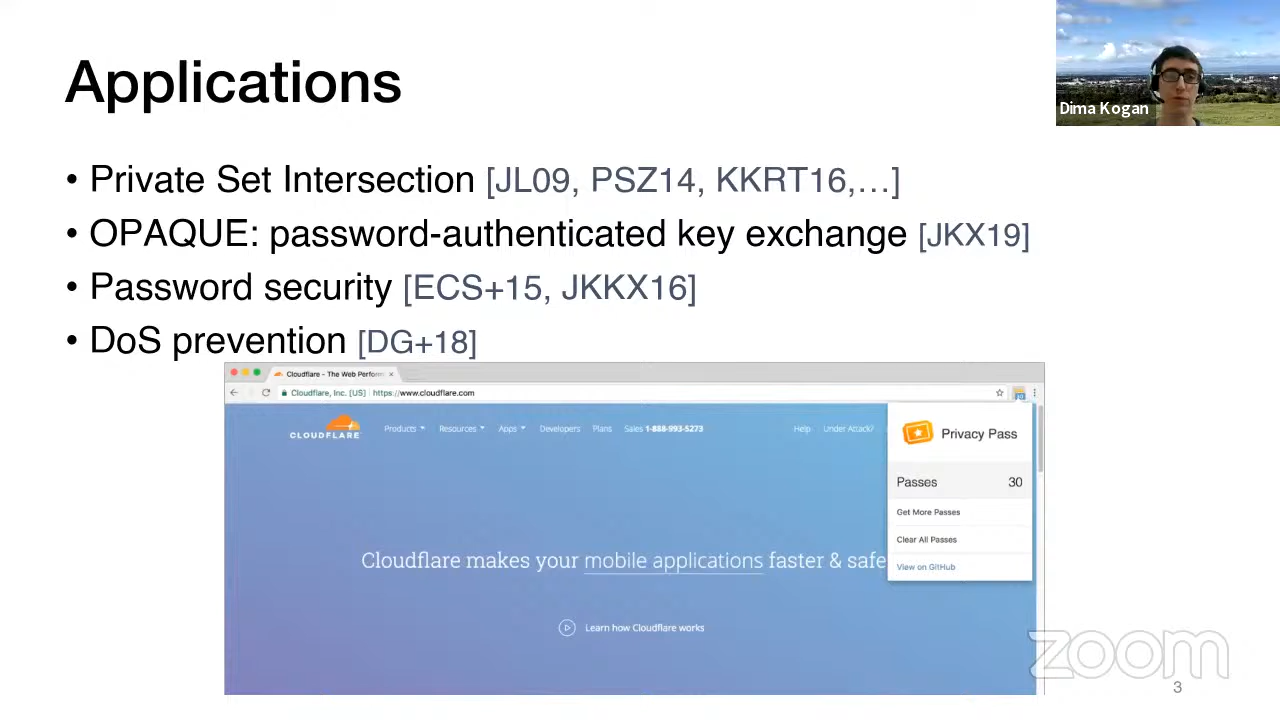 Applications
Dima Kogan
• Private Set Intersection [JL09, PSZ14, KKRT16,…]
• OPAQUE: password-authenticated key exchange [JKX19]
• Password security [ECS+15, JKKX16]
• DoS prevention [DG+18]
Cloudflare - The Web Perform
Cloudflare, Inc. [US] https://www.cloudflare.com
CLOUDFLARE Products Resources Apps Developers Plans Sales 1-888-993-5273 Help Under Attack?
Privacy Pass
Passes 30
Get More Passes
Clear All Passes
View on GitHub
Cloudflare makes your mobile applications faster & safe
Learn how Cloudflare works
zoom
3